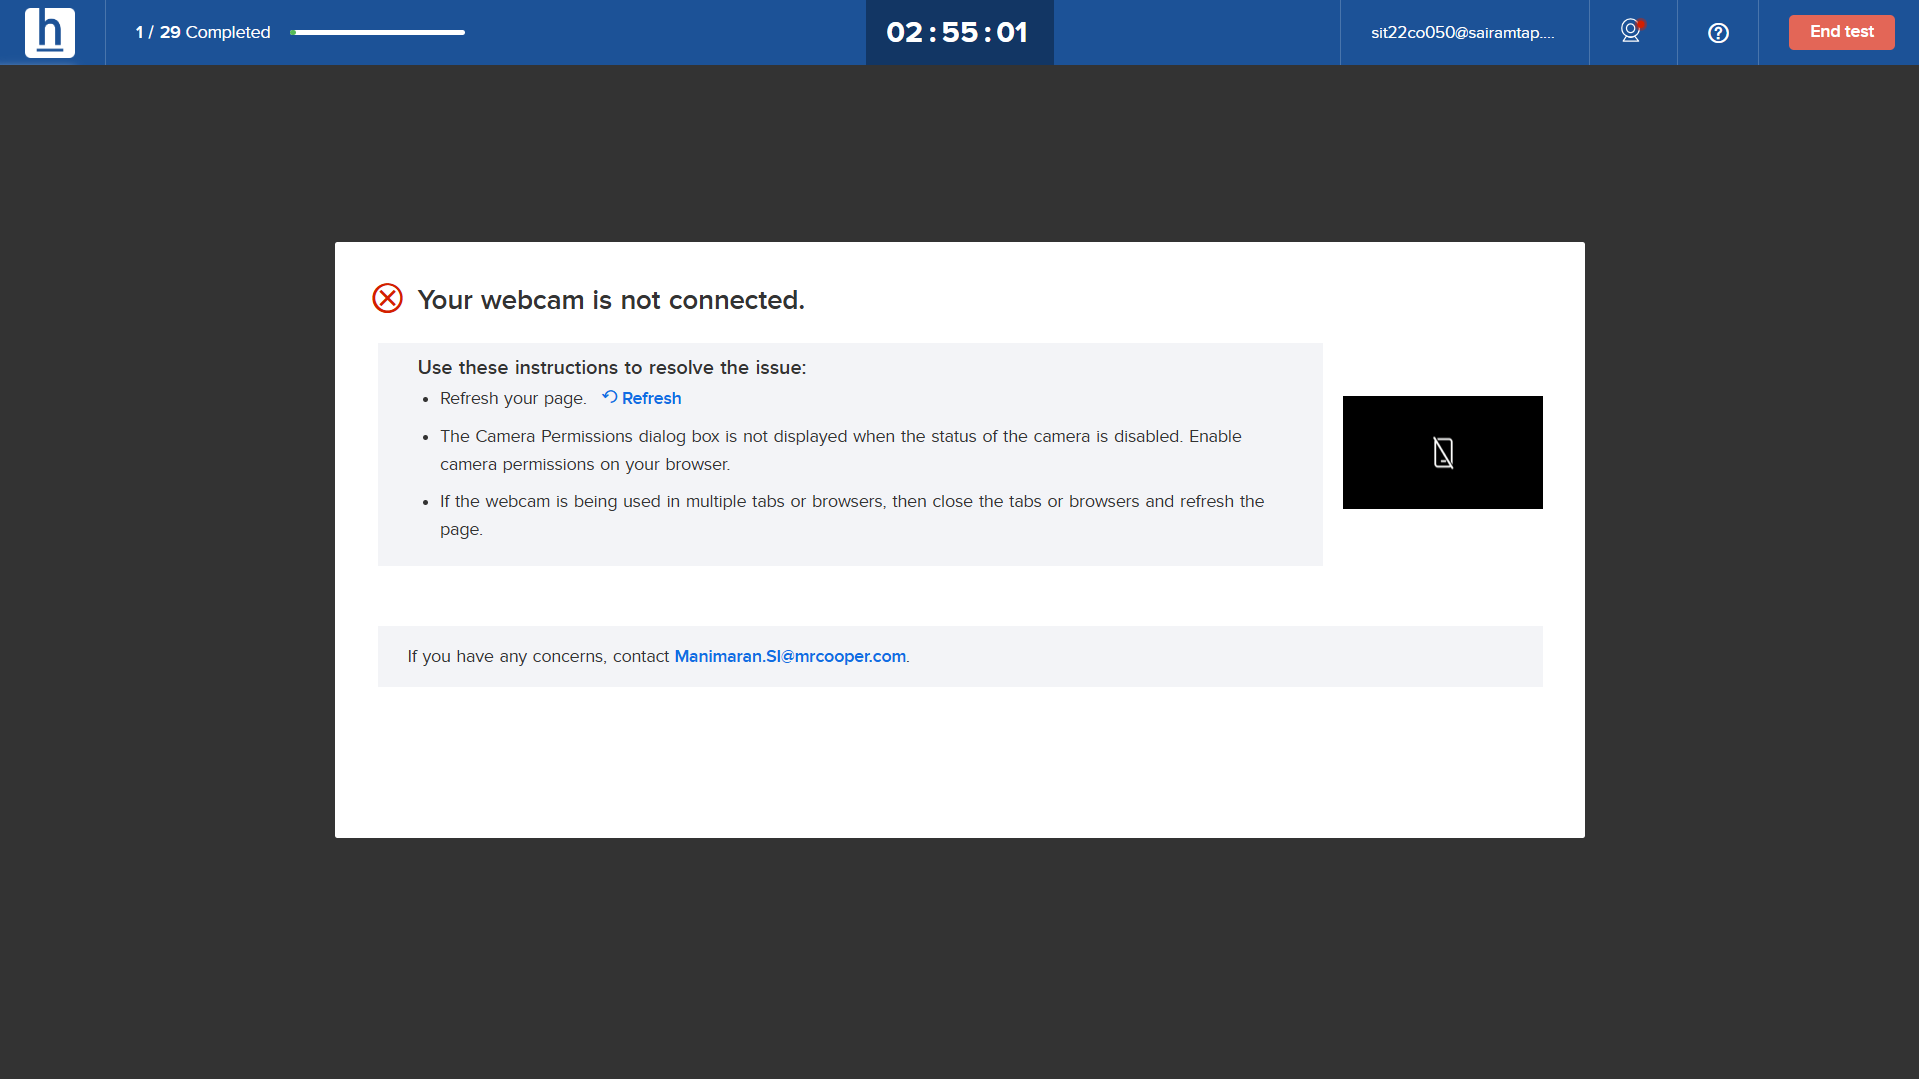 h
1 / 29 Completed
02 : 55 : 01
sit22co050@sairamtap....
End test
Your webcam is not connected.
Use these instructions to resolve the issue:
• Refresh your page. Refresh
• The Camera Permissions dialog box is not displayed when the status of the camera is disabled. Enable
camera permissions on your browser.
• If the webcam is being used in multiple tabs or browsers, then close the tabs or browsers and refresh the
page.
If you have any concerns, contact Manimaran.SI@mrcooper.com.